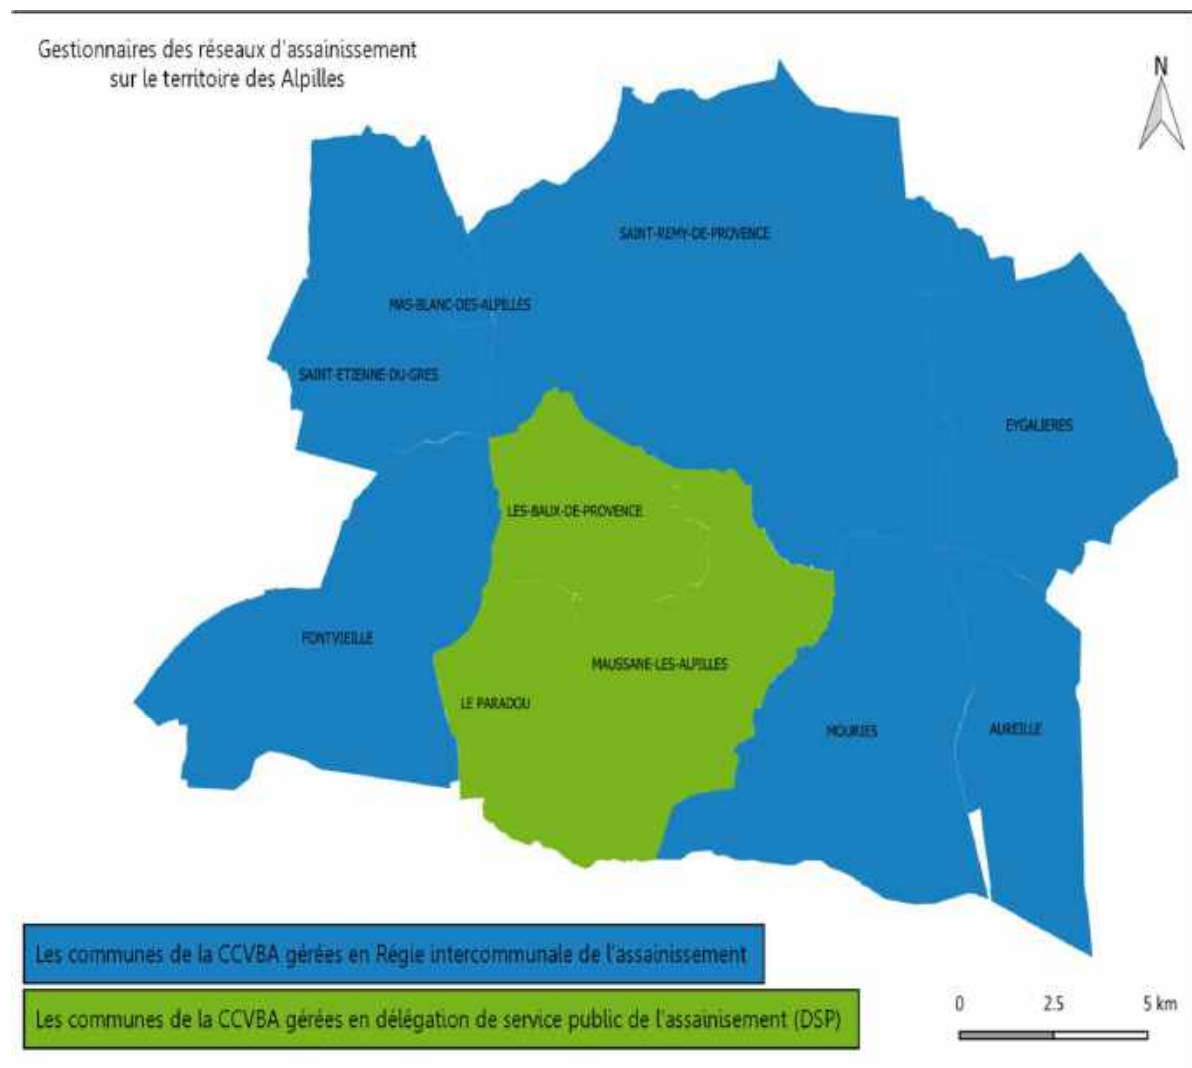 Gestionnaires des réseaux d'assainissement
sur le territoire des Alpilles
N
SAINT-REMY-DE-PROVENCE
MAS-BLANC-DES-ALPILLES
SAINT-ETIENNE-DU-GRES
EYGALIERES
LES-BAUX-DE-PROVENCE
FONTVIEILLE
MAUSSANE-LES-ALPILLES
LE PARADOU
MOURIES
AUREILLE
Les communes de la CCVBA gérées en Régie intercommunale de l'assainissement
Les communes de la CCVBA gérées en délégation de service public de l'assainisement (DSP)
0 2.5 5 km